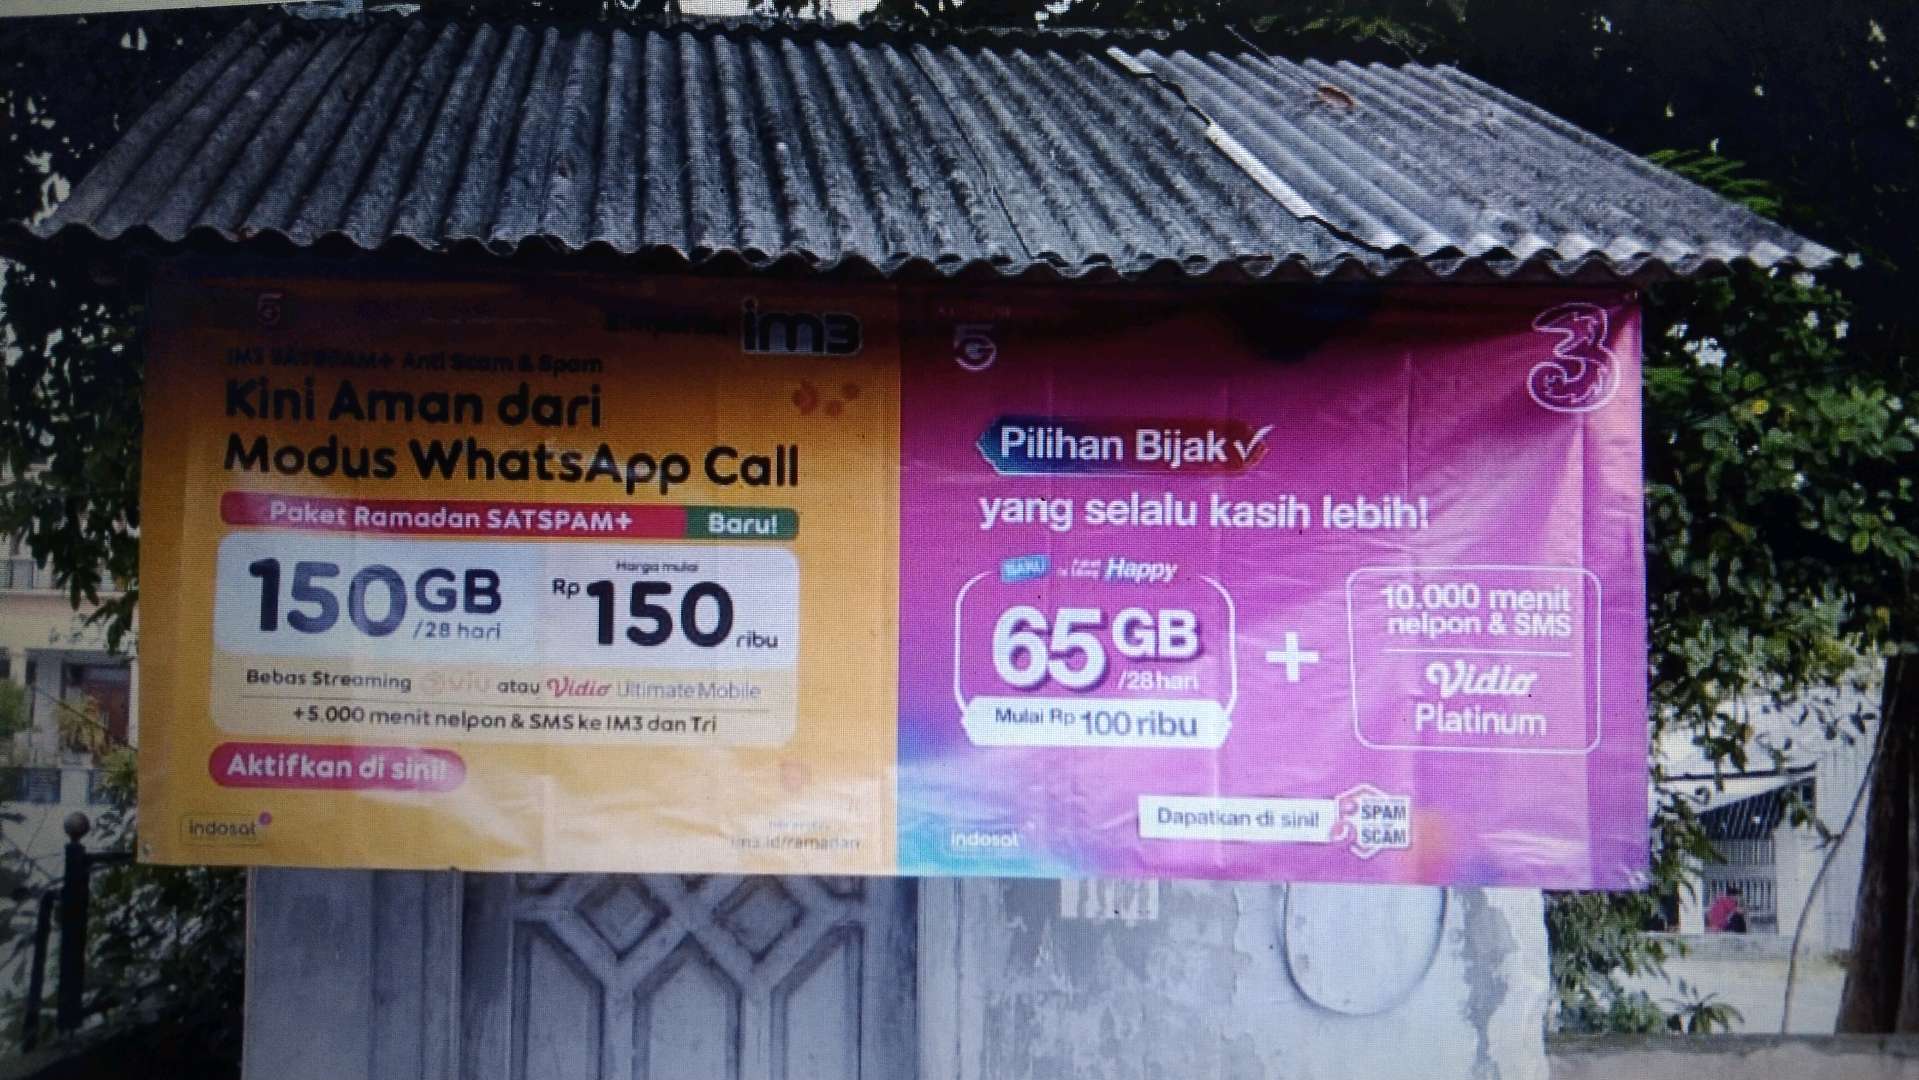 im3
IM3 SATSPAM+ Anti Scam & Spam
Kini Aman dari
Modus WhatsApp Call
Paket Ramadan SATSPAM+ Baru!
150GB
/28 hari
Harga mulai
Rp 150 ribu
Bebas Streaming atau Vidio Ultimate Mobile
+5.000 menit nelpon & SMS ke IM3 dan Tri
Aktifkan di sini!
indosat
im3.id/ramadan
5G
3
Pilihan Bijak
yang selalu kasih lebih!
Happy
65GB
/28 hari
Mulai Rp 100 ribu
+
10.000 menit
nelpon & SMS
Vidio
Platinum
Dapatkan di sini!
SPAM
SCAM
indosat